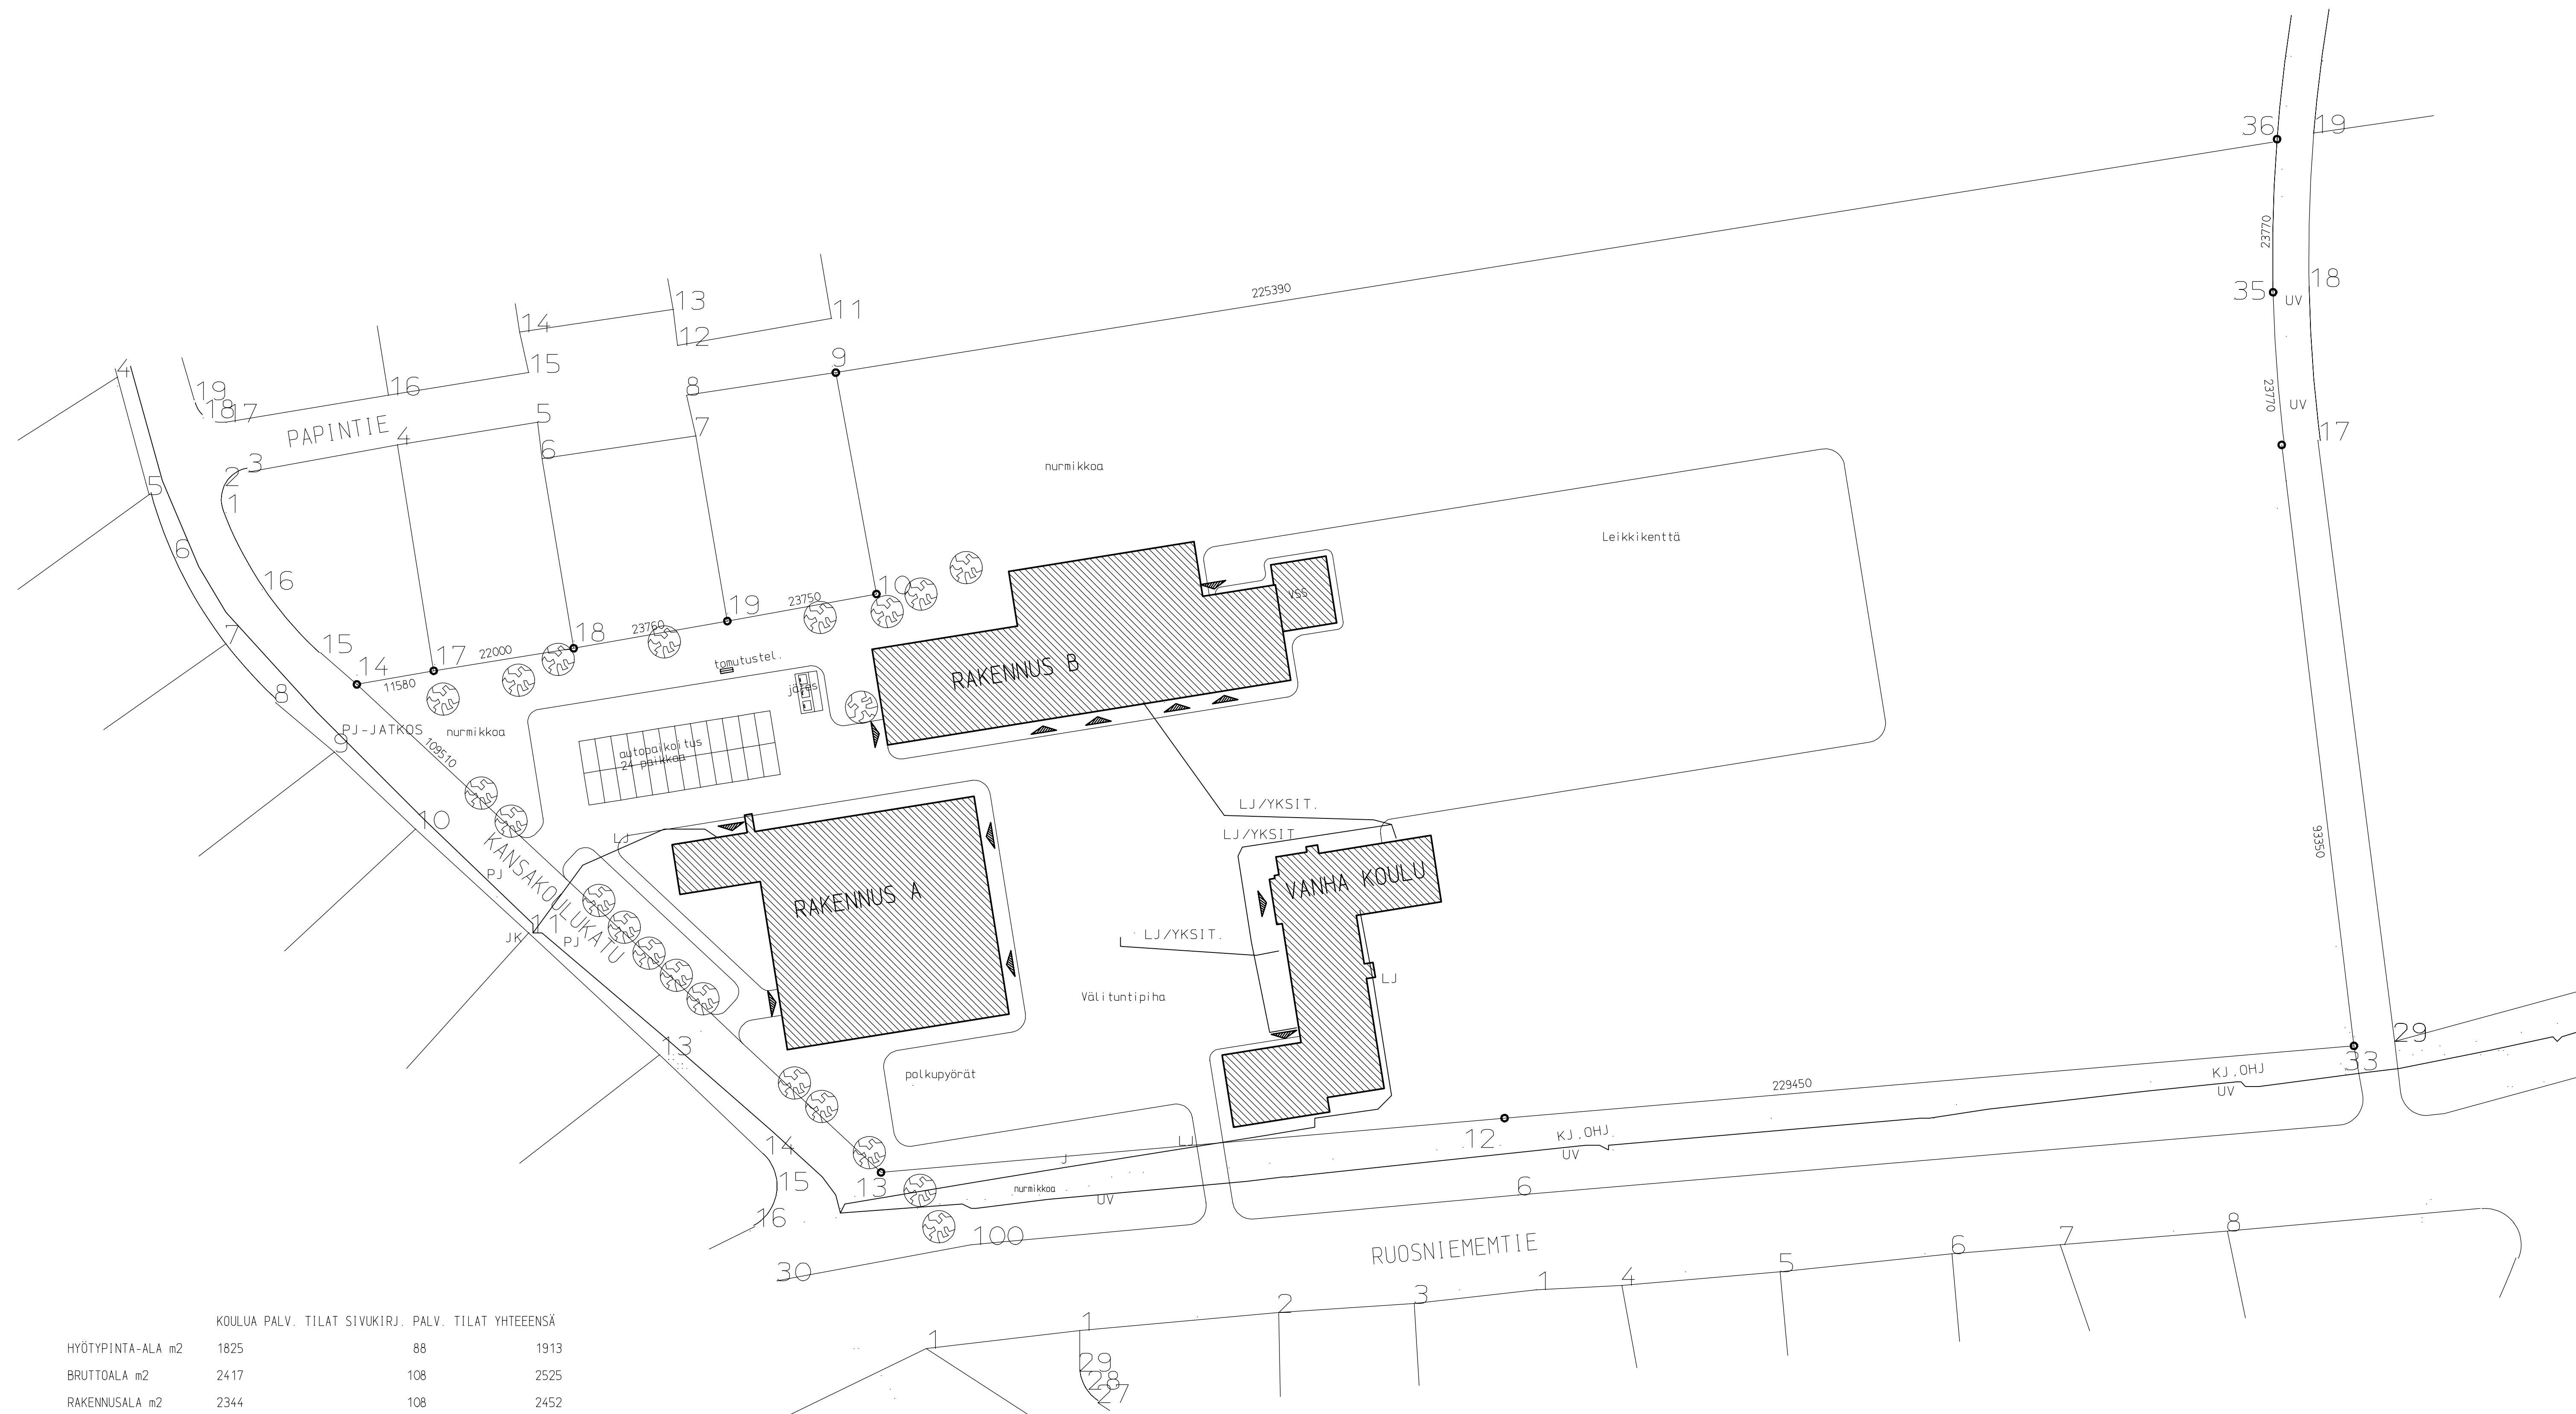 36
19
23770
35
18
UV
225390
13
11
14
12
9
15
16
8
4
19
18
17
PAPINTIE
5
4
7
6
3
2
1
23770
UV
17
5
6
16
nurmikkoa
Leikkikenttä
VSS
10
23750
19
23760
18
22000
17
15
14
11580
7
8
tomutustel.
jätes
RAKENNUS B
PJ-JATKOS
nurmikkoa
109510
9
autopaikoitus
24 paikkoa
10
LJ/YKSIT.
LJ/YKSIT
LJ
KANSAKOULUKATU
PJ
RAKENNUS A
VANHA KOULU
93350
11
JK
PJ
LJ/YKSIT.
LJ
Välituntipiha
13
polkupyörät
29
33
KJ,OHJ
UV
229450
12
KJ,OHJ.
UV
LJ
J
14
15
16
13
nurmikkoa
UV
6
100
30
RUOSNIEMEMTIE
8
7
6
5
4
1
3
2
1
1
29
28
27
KOULUA PALV. TILAT SIVUKIRJ. PALV. TILAT YHTEEENSÄ
HYÖTYPINTA-ALA m2 1825 88 1913
BRUTTOALA m2 2417 108 2525
RAKENNUSALA m2 2344 108 2452